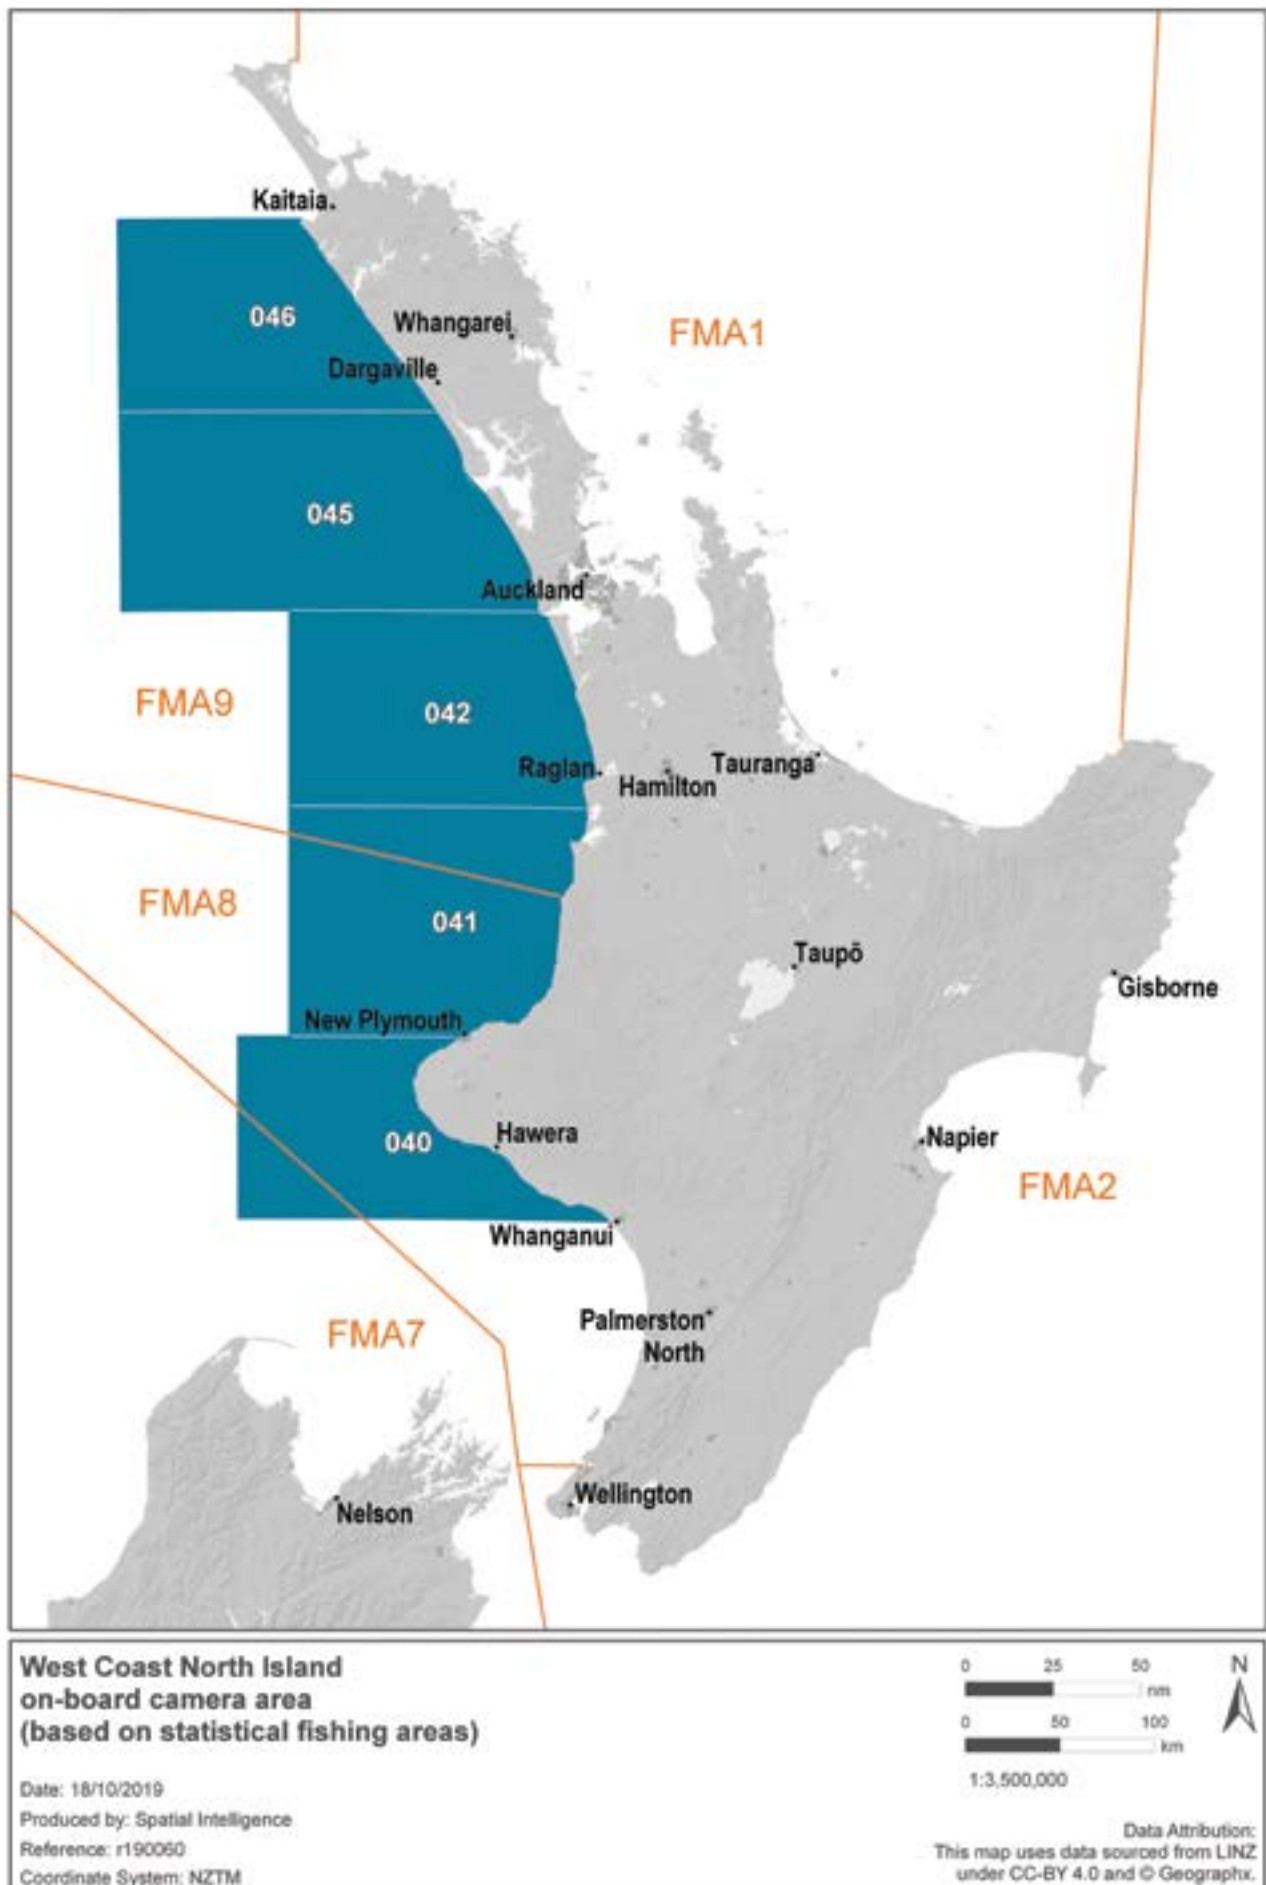 Kaitaia
046
Whangarei
FMA1
Dargaville
045
Auckland
FMA9
042
Raglan
Tauranga
Hamilton
FMA8
041
Taupō
Gisborne
New Plymouth
040
Hawera
Napier
FMA2
Whanganui
Palmerston
North
FMA7
Wellington
Nelson
West Coast North Island
on-board camera area
(based on statistical fishing areas)
Date: 18/10/2019
Produced by: Spatial Intelligence
Reference: r190060
Coordinate System: NZTM
0 25 50
nm
0 50 100
km
1:3,500,000
N
Data Attribution:
This map uses data sourced from LINZ
under CC-BY 4.0 and © Geographx.